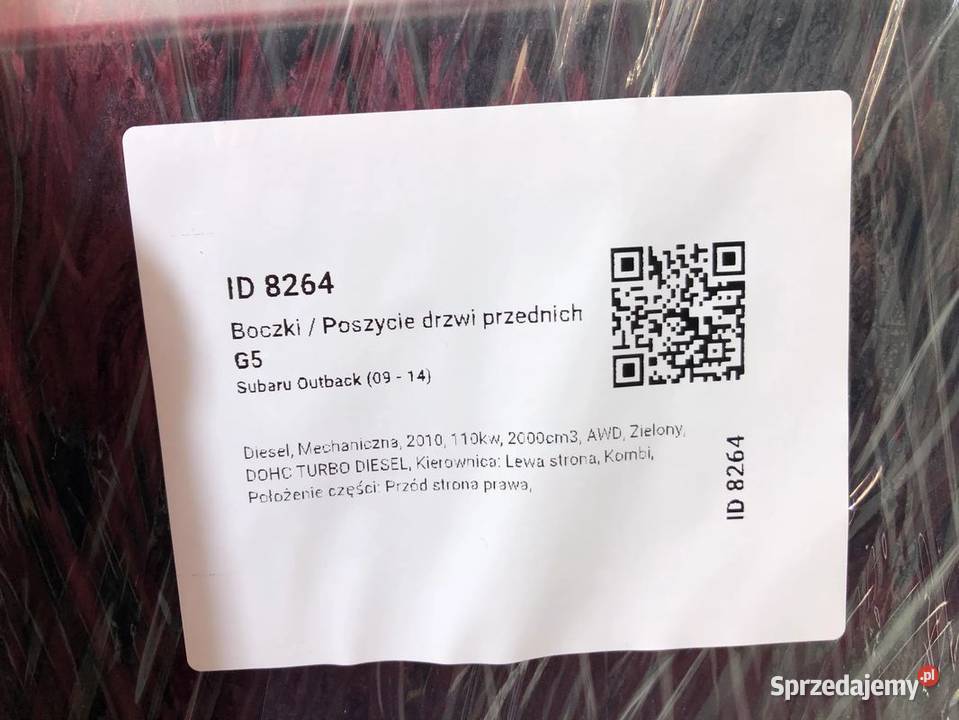 ID 8264
Boczki / Poszycie drzwi przednich
G5
Subaru Outback (09 - 14)
Diesel, Mechaniczna, 2010, 110kw, 2000cm3, AWD, Zielony,
DOHC TURBO DIESEL, Kierownica: Lewa strona, Kombi,
Położenie części: Przód strona prawa,
ID 8264
Sprzedajemy.pl